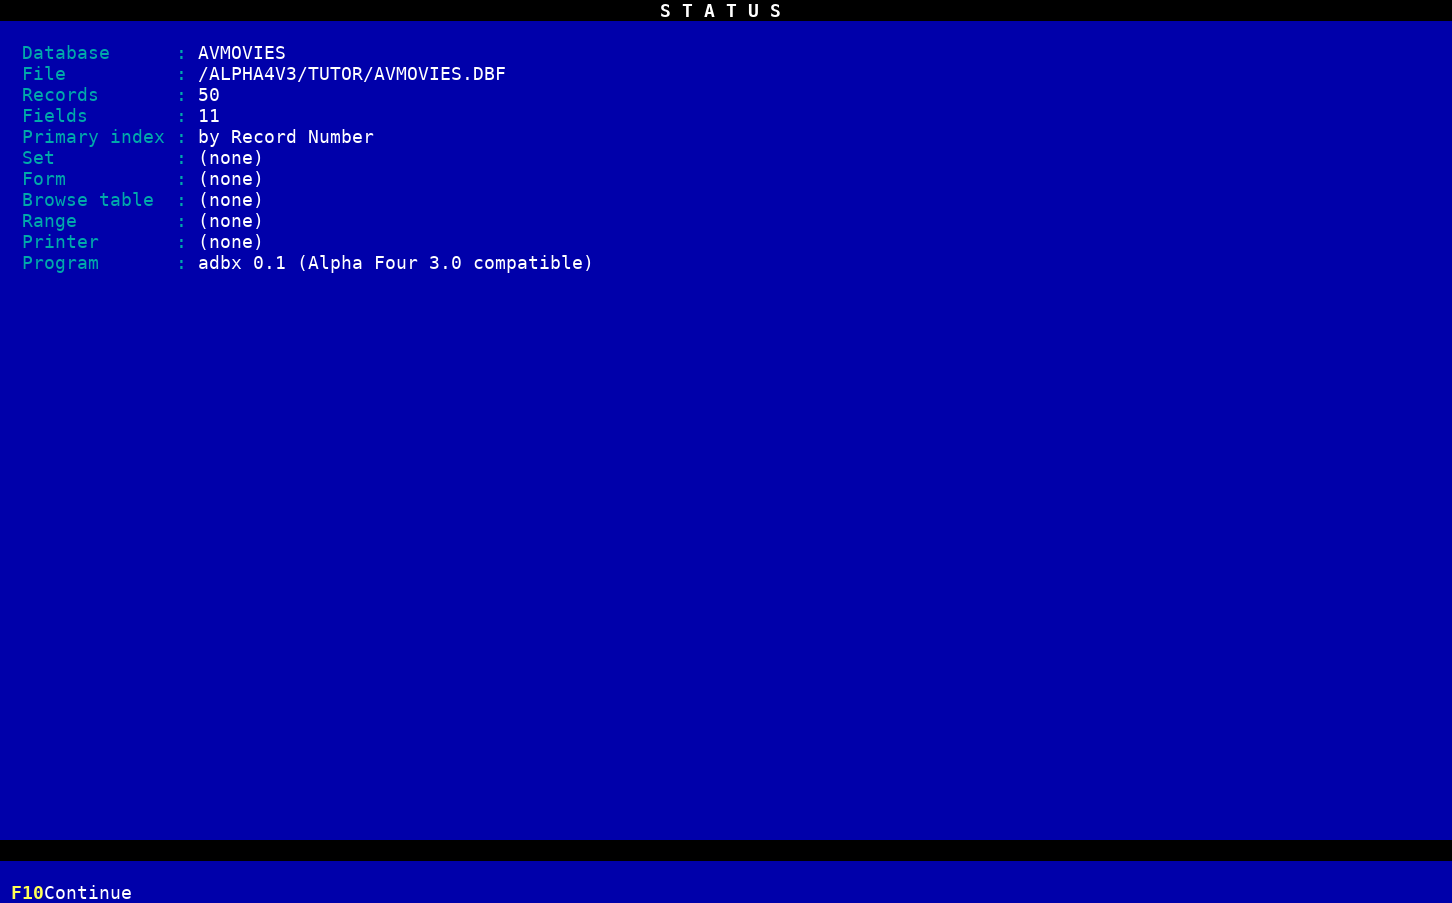 S T A T U S
Database      : AVMOVIES
File          : /ALPHA4V3/TUTOR/AVMOVIES.DBF
Records       : 50
Fields        : 11
Primary index : by Record Number
Set           : (none)
Form          : (none)
Browse table  : (none)
Range         : (none)
Printer       : (none)
Program       : adbx 0.1 (Alpha Four 3.0 compatible)
F10Continue